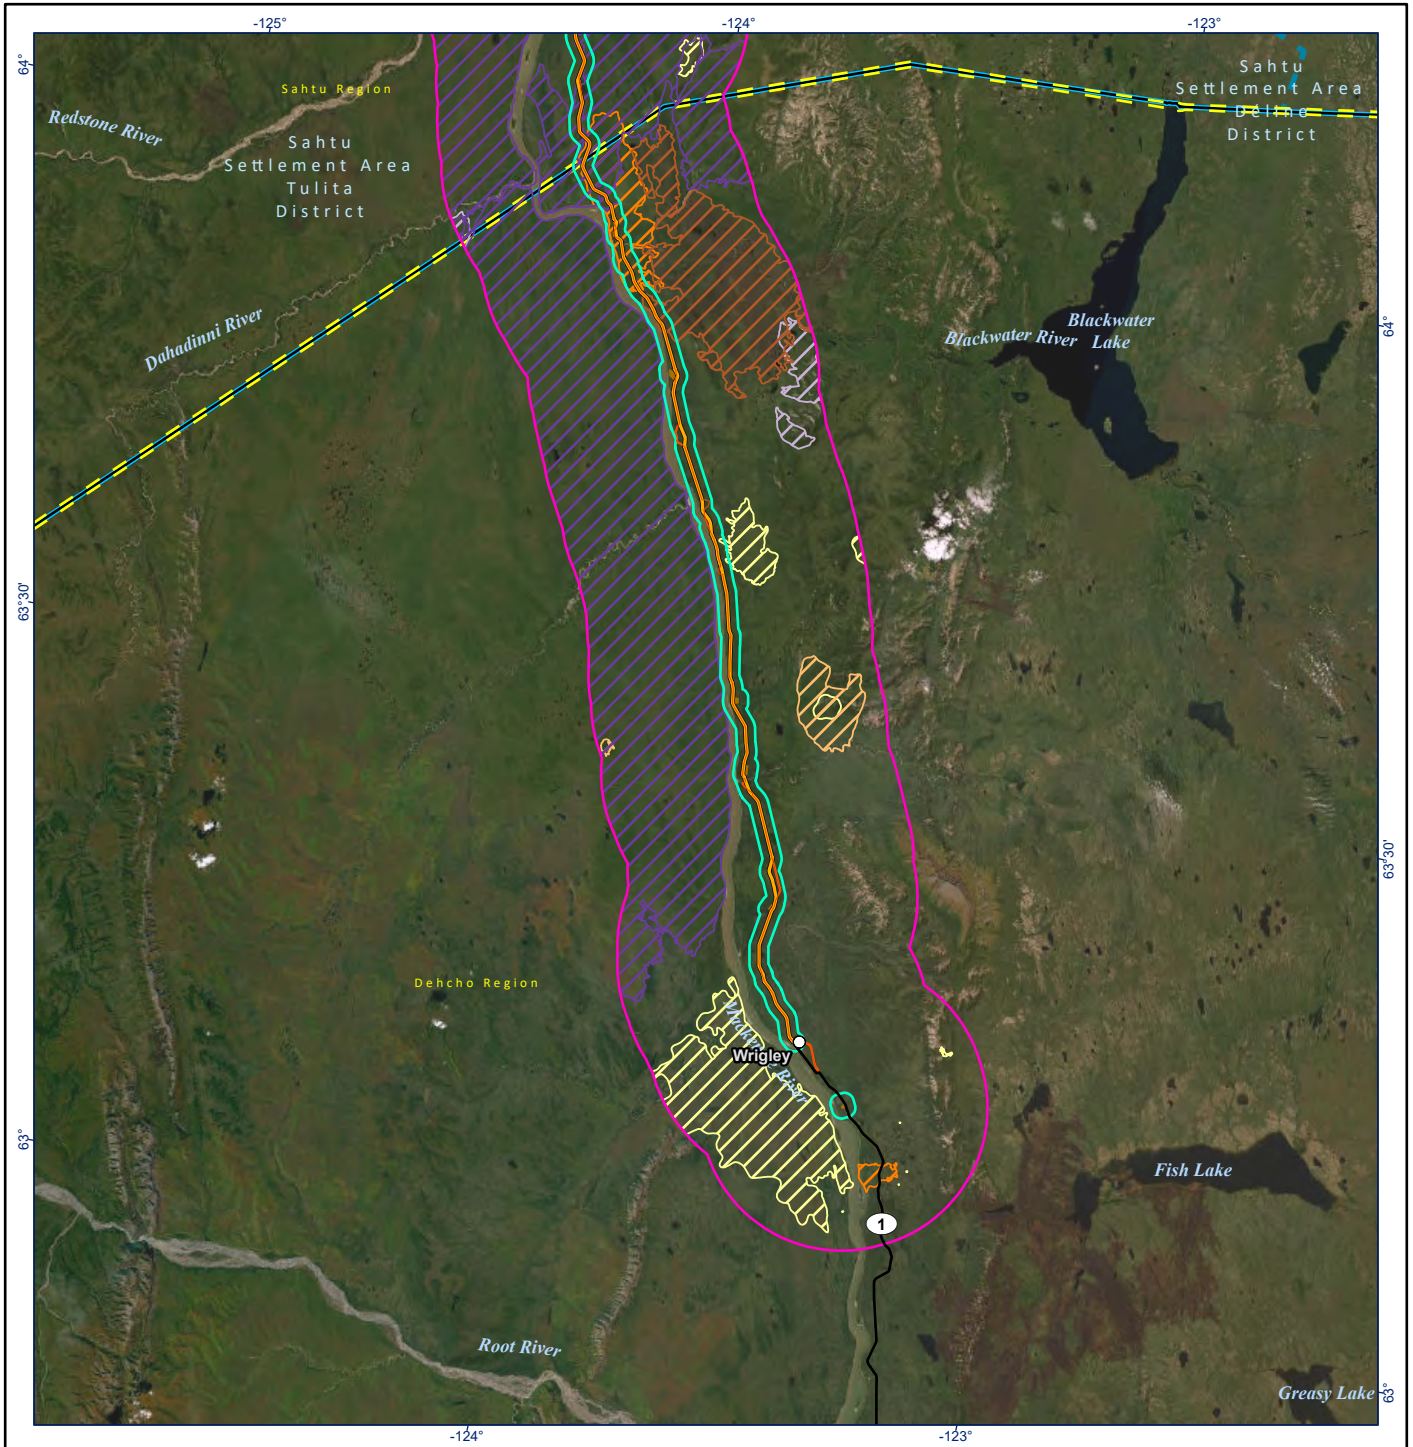 -125°
-124°
-123°
64°
Sahtu Region
Redstone River
Sahtu
Settlement Area
Tulita
District
Sahtu
Settlement Area
Deline
District
Dahadinni River
Blackwater River
Blackwater
Lake
64°
63°30'
63°30'
Dehcho Region
Mackenzie River
Wrigley
63°
Fish Lake
1
Root River
Greasy Lake
63°
-124°
-123°